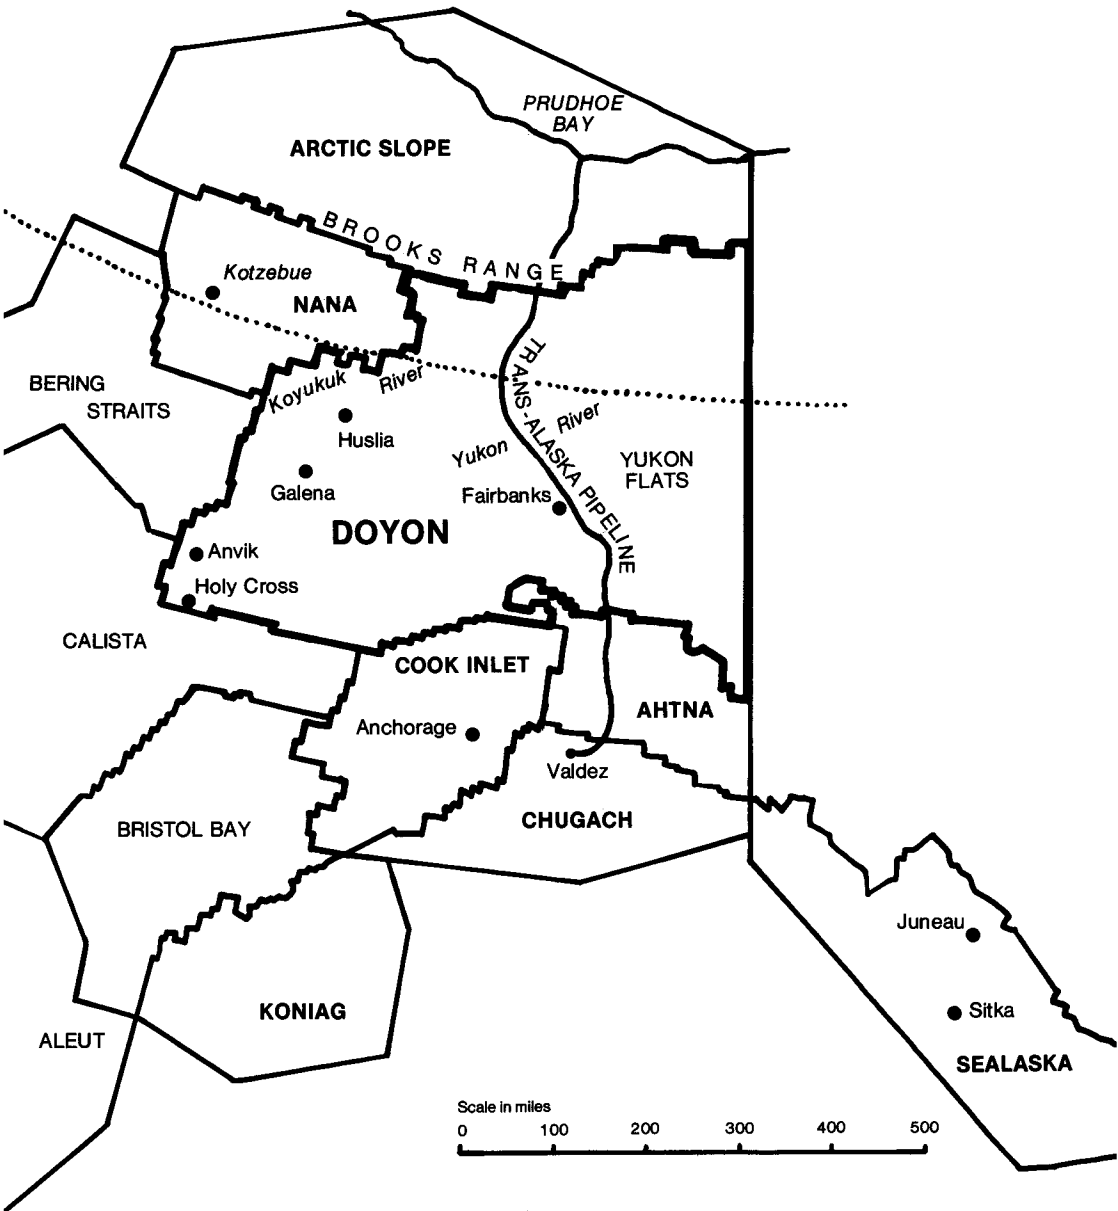 PRUDHOE
BAY
ARCTIC SLOPE
BROOKS RANGE
Kotzebue
NANA
TRANS-ALASKA PIPELINE
BERING
STRAITS
Koyukuk River
Huslia
Yukon River
YUKON
FLATS
Galena
Fairbanks
DOYON
Anvik
Holy Cross
CALISTA
COOK INLET
AHTNA
Anchorage
Valdez
BRISTOL BAY
CHUGACH
Juneau
KONIAG
Sitka
ALEUT
SEALASKA
Scale in miles
0 100 200 300 400 500